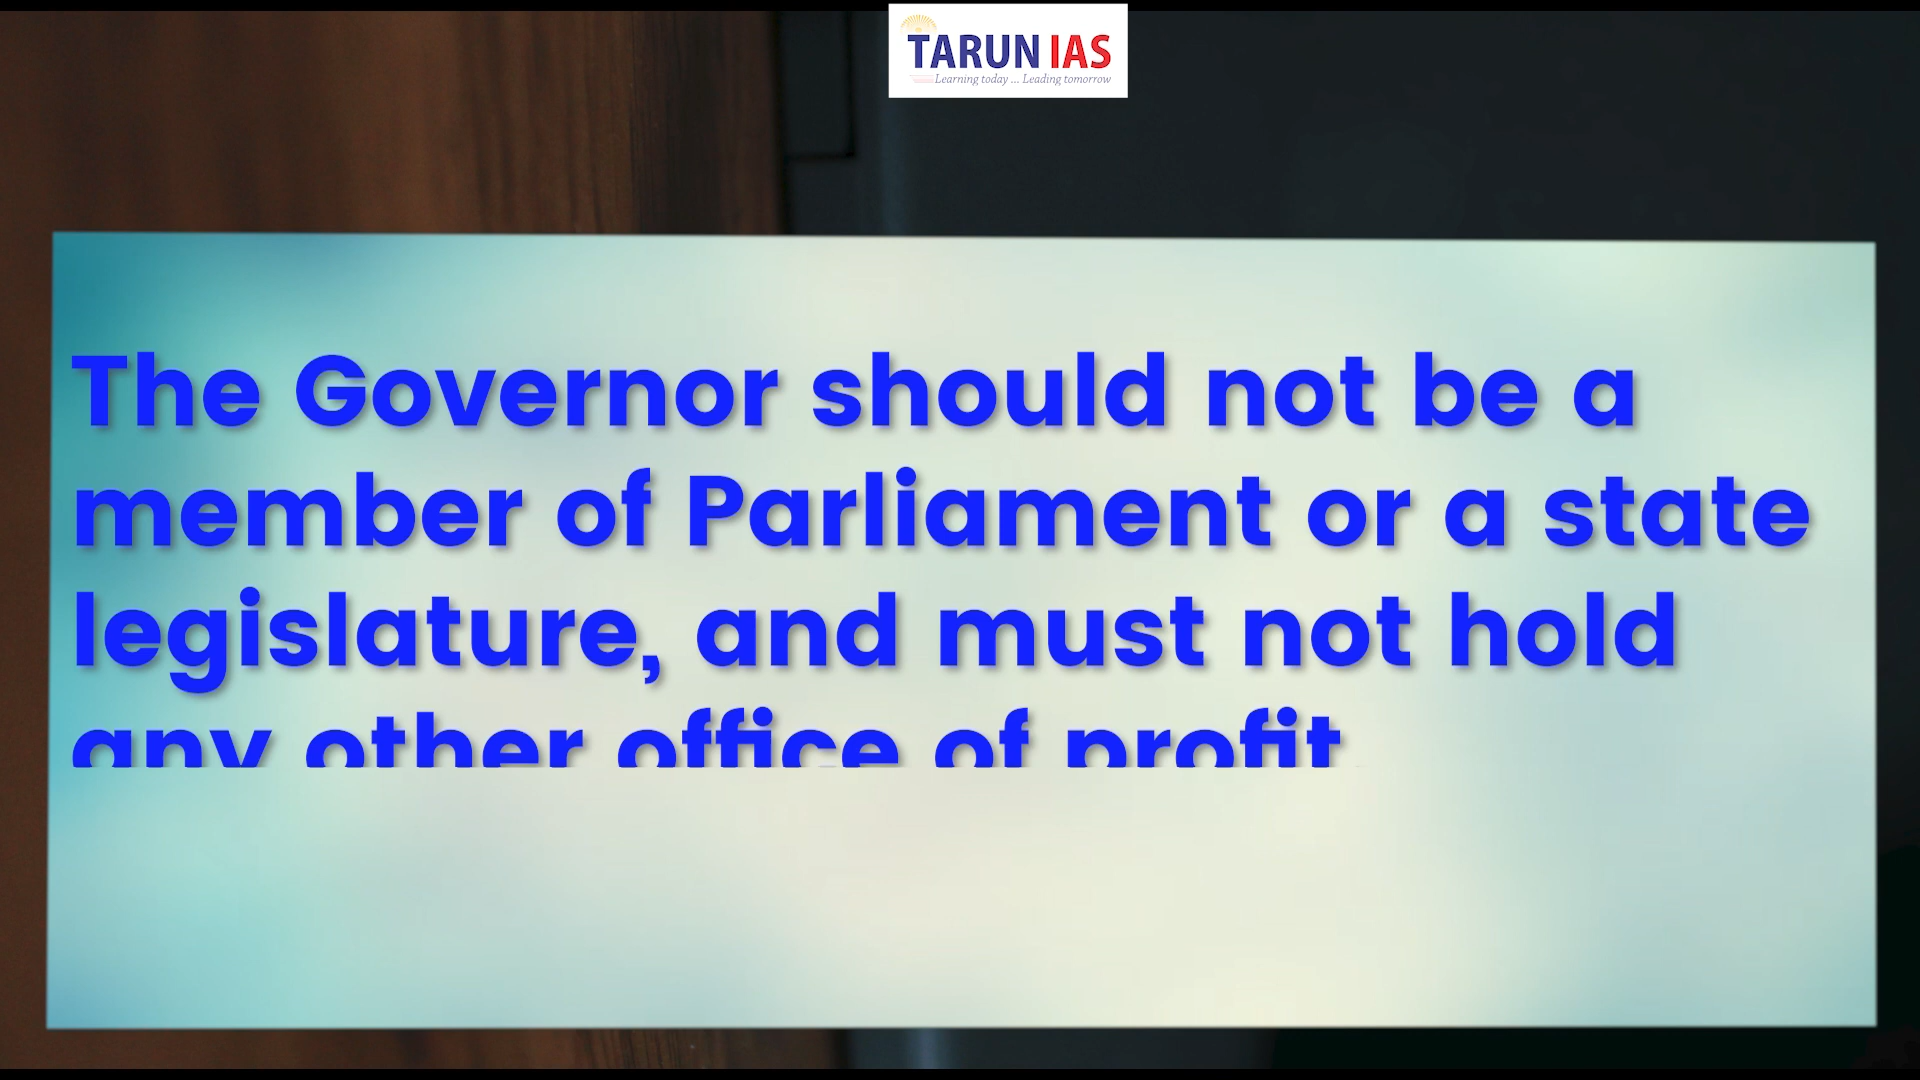 TARUN IAS
Learning today ... Leading tomorrow
The Governor should not be a
member of Parliament or a state
legislature, and must not hold
any other office of profit